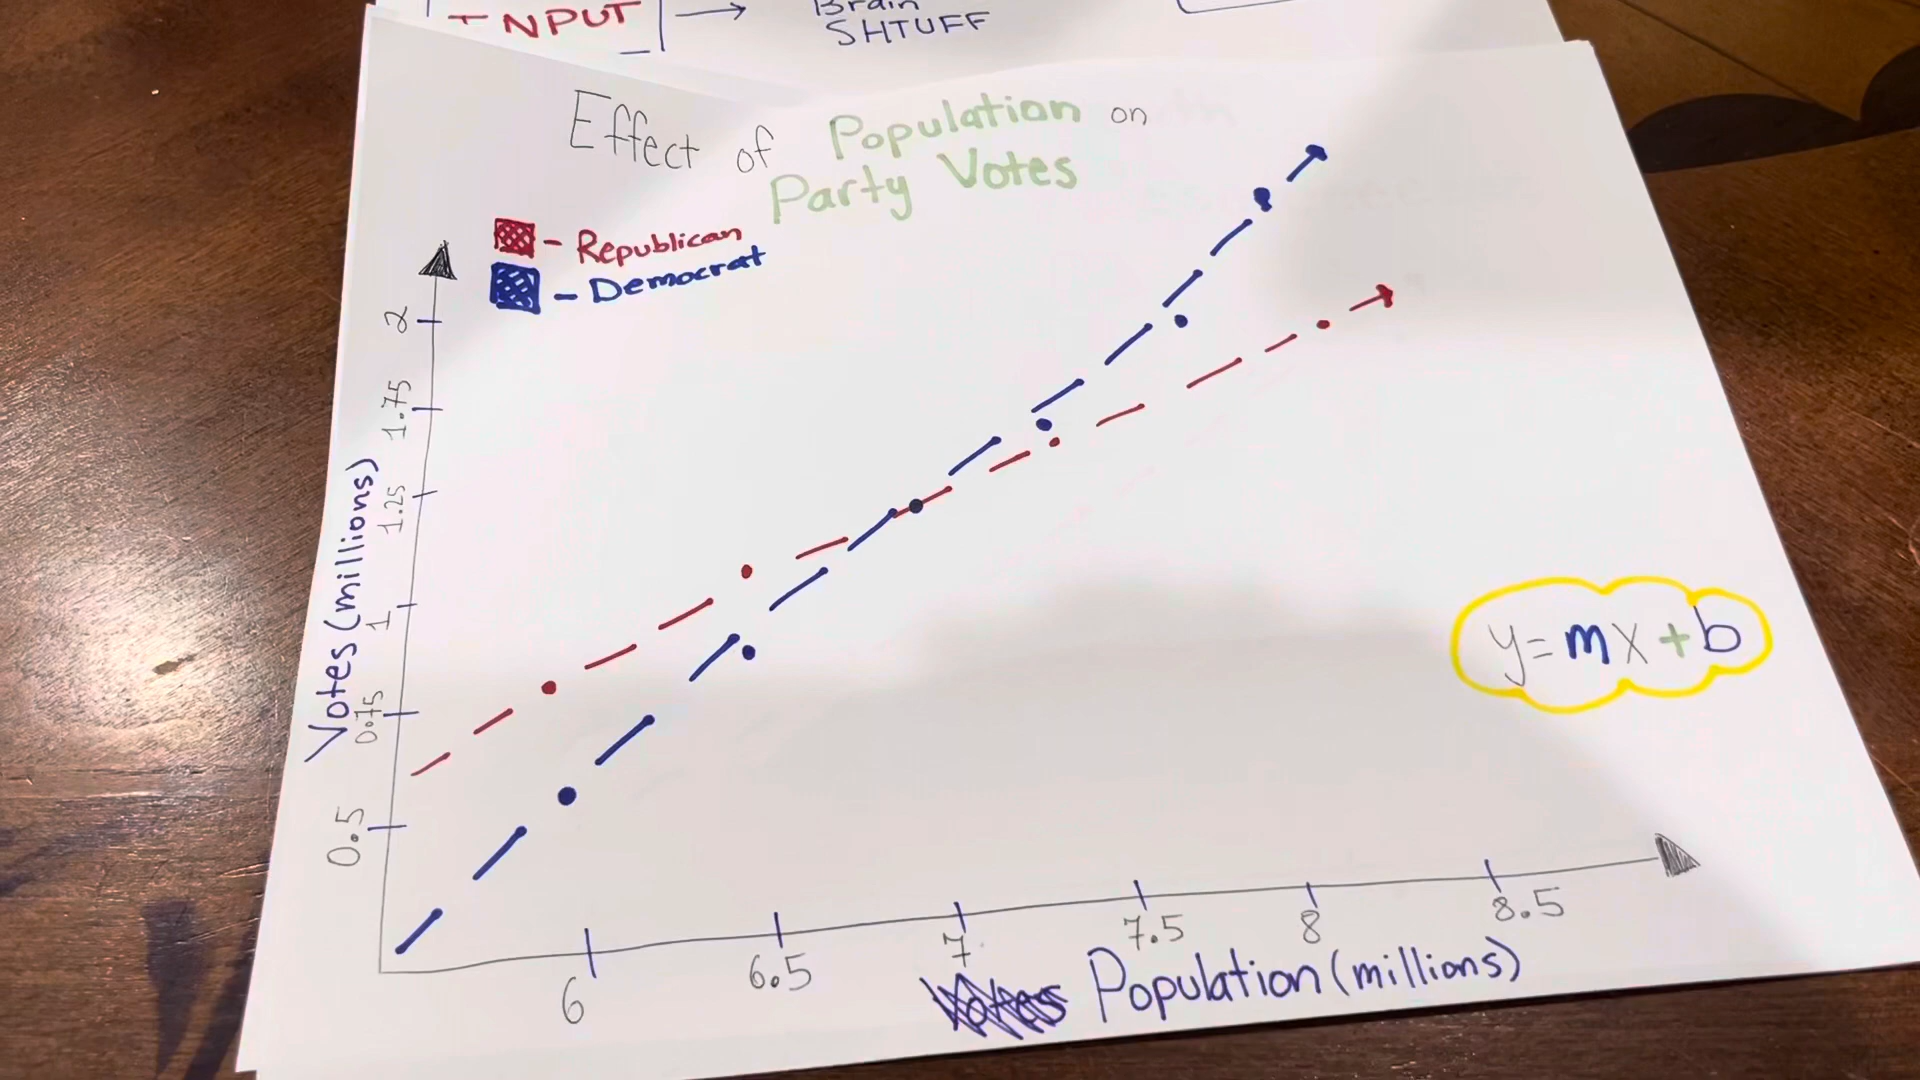 INPUT
Brain
SHTUFF
Effect of Population on
Party Votes
- Republican
- Democrat
2
1.75
1.25
1
0.75
0.5
Votes (millions)
6
6.5
7
7.5
8
8.5
Votes Population (millions)
y = mx + b